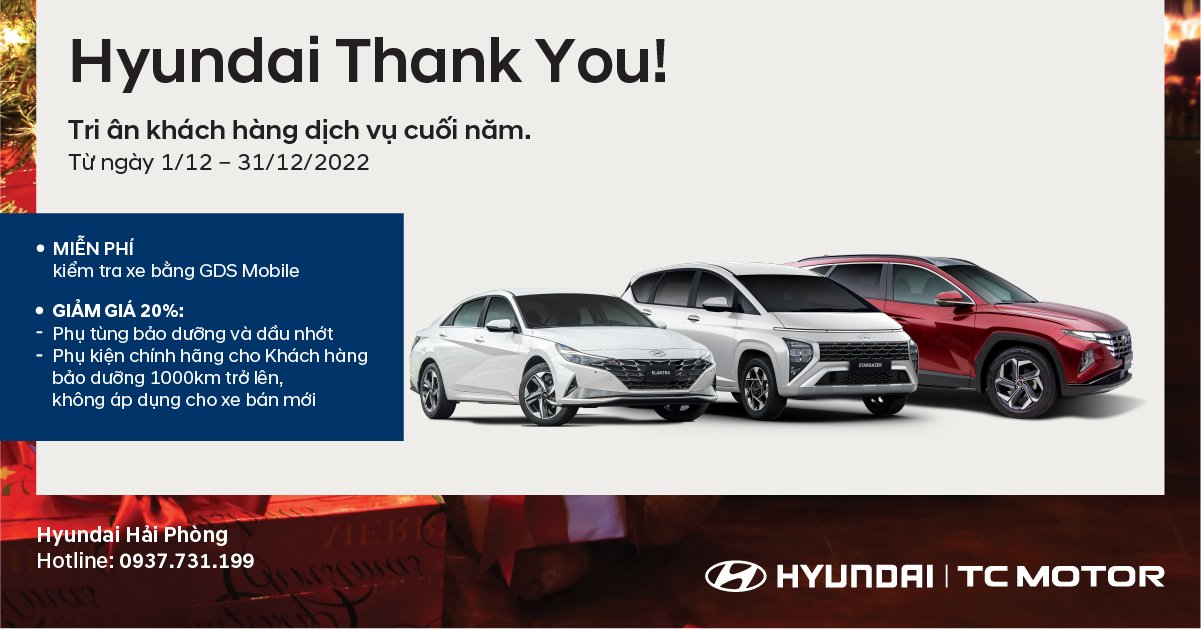 Hyundai Thank You!
Tri ân khách hàng dịch vụ cuối năm.
Từ ngày 1/12 – 31/12/2022
• MIỄN PHÍ
kiểm tra xe bằng GDS Mobile
• GIẢM GIÁ 20%:
- Phụ tùng bảo dưỡng và dầu nhớt
- Phụ kiện chính hãng cho Khách hàng
bảo dưỡng 1000km trở lên,
không áp dụng cho xe bán mới
ELANTRA
STARGAZER
Hyundai Hải Phòng
Hotline: 0937.731.199
HYUNDAI | TC MOTOR
MERRY
Christmas